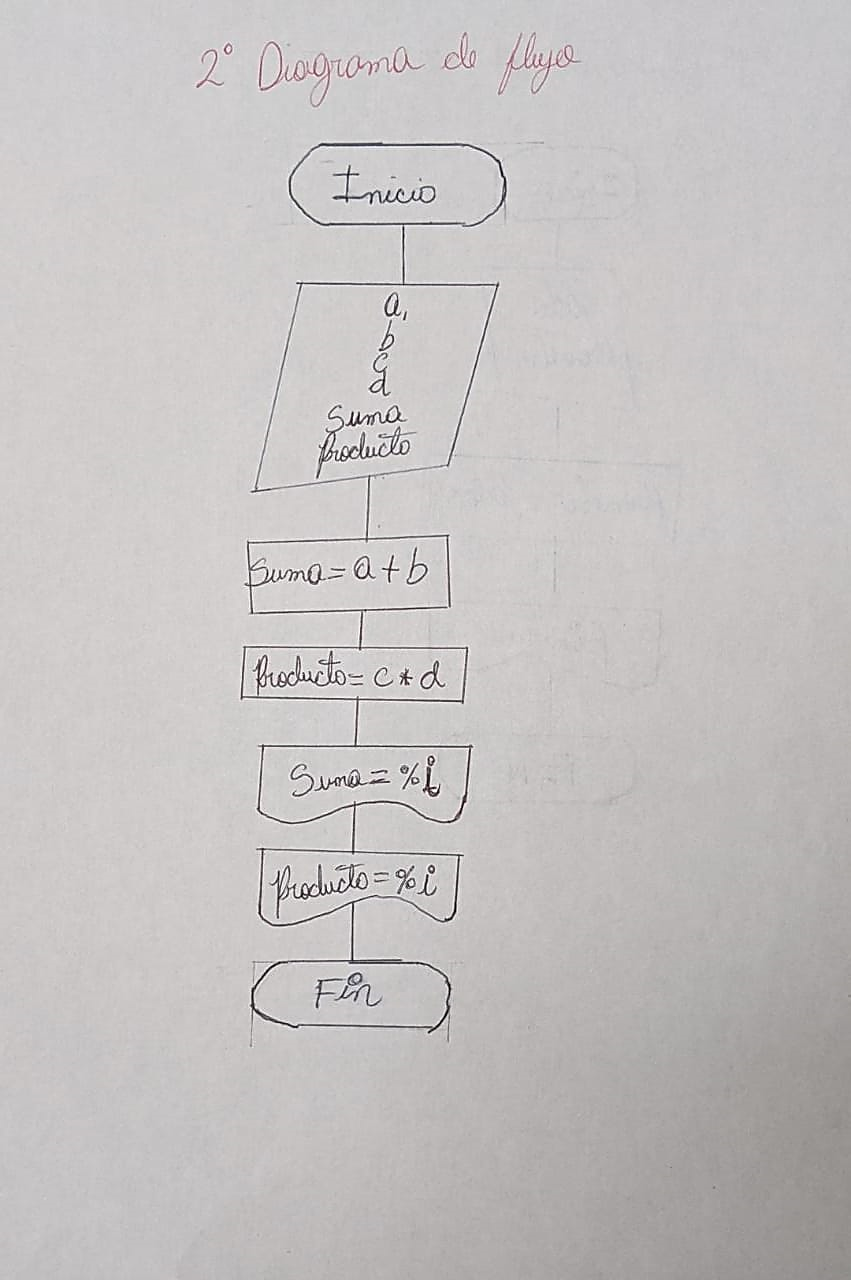 2° Diagrama de flujo
Inicio
a,
b
c
d
Suma
Producto
Suma = a + b
Producto = c * d
Suma = %i
Producto = %i
Fin